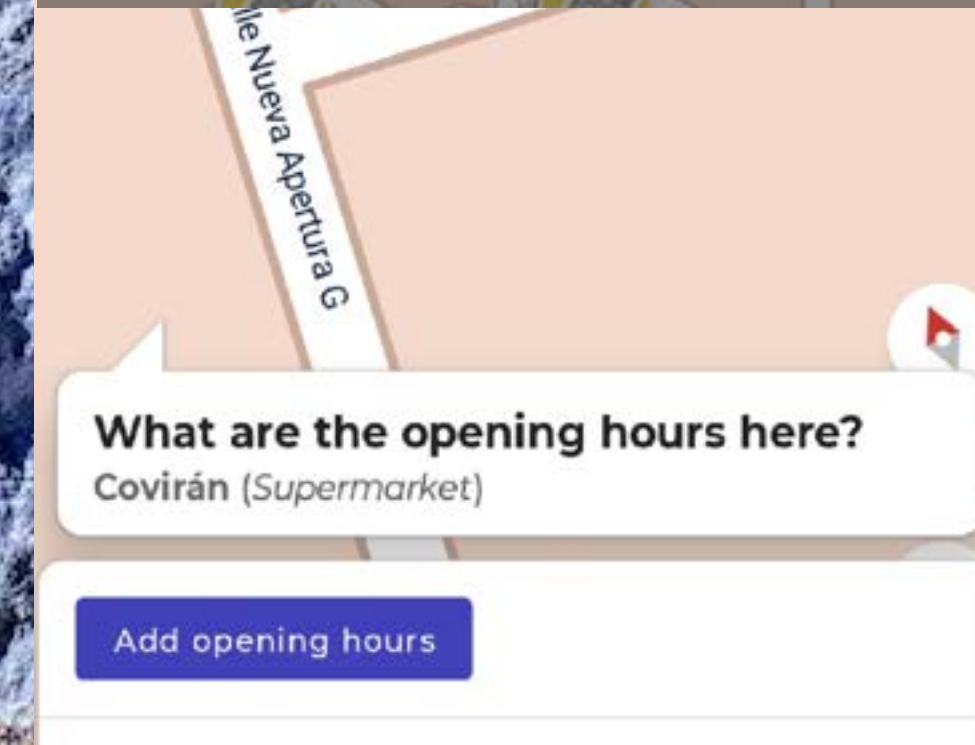 lle Nueva Apertura G
What are the opening hours here?
Covirán (Supermarket)
Add opening hours